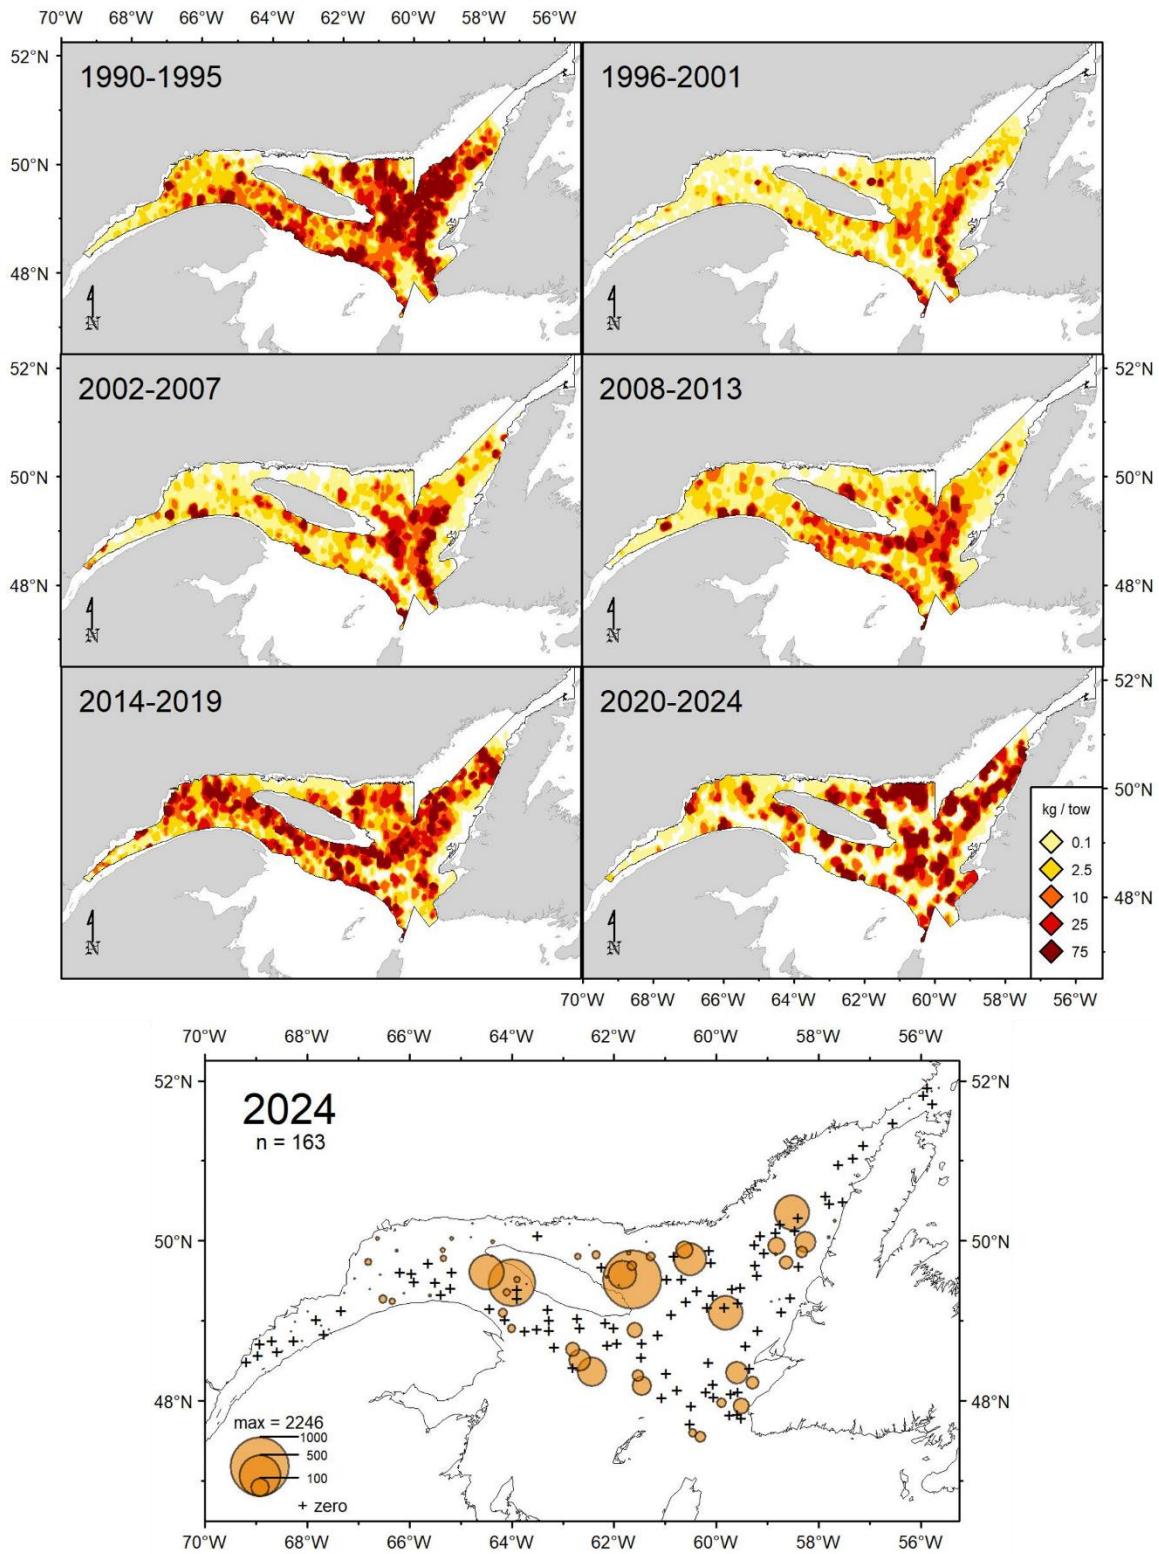 70°W 68°W 66°W 64°W 62°W 60°W 58°W 56°W
52°N
1990-1995
1996-2001
50°N
48°N
N
N
52°N
52°N
2002-2007
2008-2013
50°N
50°N
48°N
48°N
N
N
52°N
2014-2019
2020-2024
50°N
kg / tow
0.1
2.5
10
48°N
25
75
N
N
70°W 68°W 66°W 64°W 62°W 60°W 58°W 56°W
70°W 68°W 66°W 64°W 62°W 60°W 58°W 56°W
52°N
52°N
2024
n = 163
50°N
50°N
48°N
48°N
max = 2246
1000
500
100
+ zero
70°W 68°W 66°W 64°W 62°W 60°W 58°W 56°W